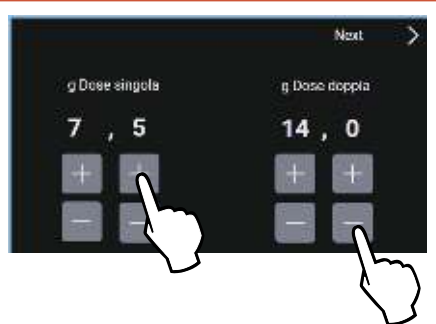 Next >
g Dose singola g Dose doppia
7 , 5 14 , 0
+ + + +
− − − −